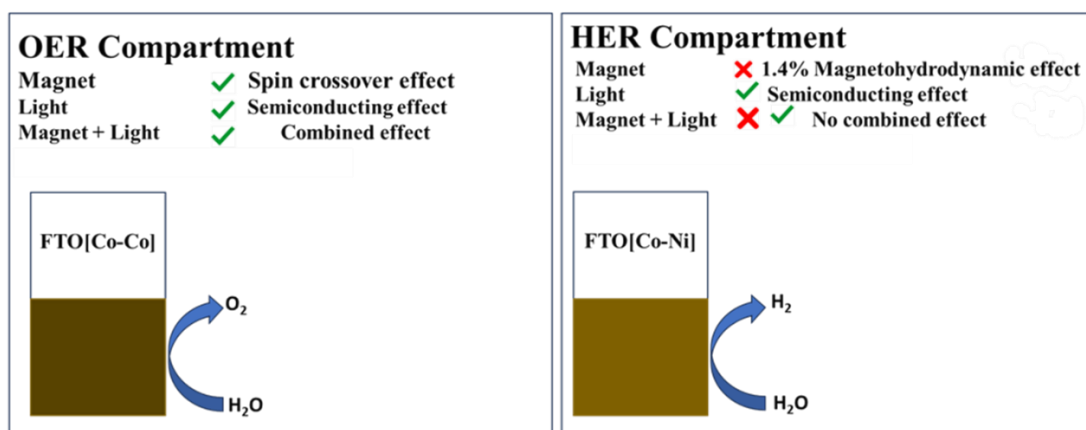 OER Compartment
Magnet ✓ Spin crossover effect
Light ✓ Semiconducting effect
Magnet + Light ✓ Combined effect
FTO[Co-Co]
O₂
H₂O
HER Compartment
Magnet ✗ 1.4% Magnetohydrodynamic effect
Light ✓ Semiconducting effect
Magnet + Light ✗ ✓ No combined effect
FTO[Co-Ni]
H₂
H₂O